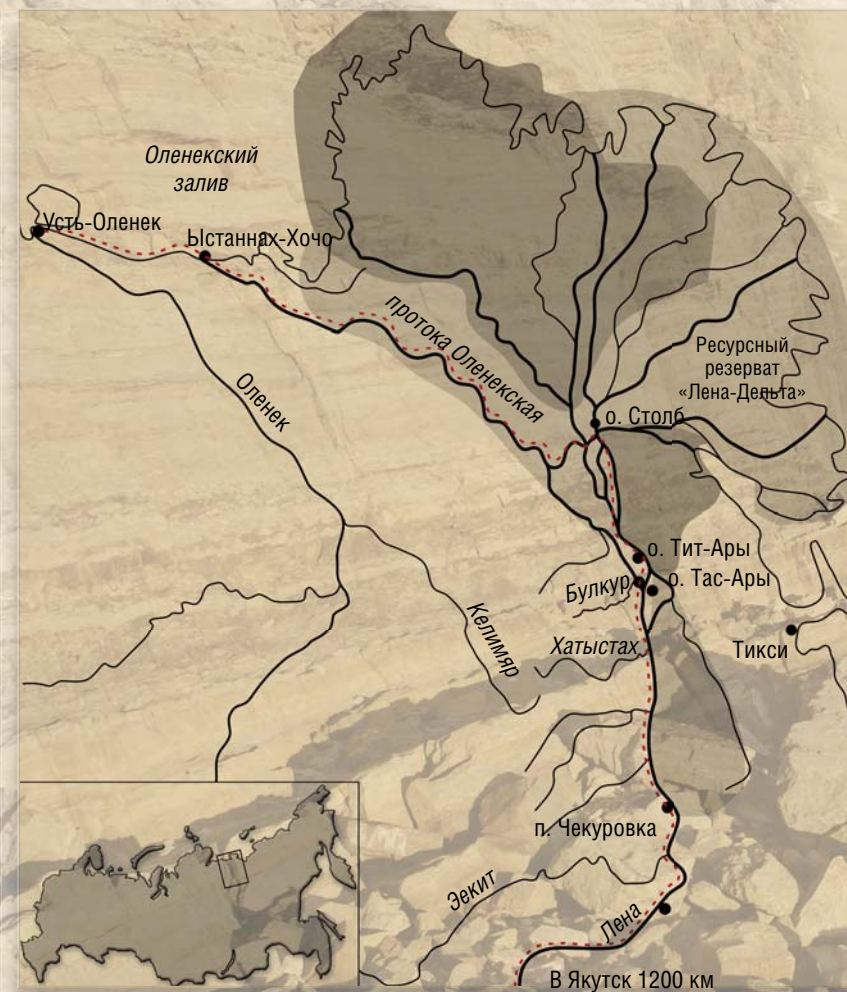 Оленекский
залив
Усть-Оленек
Ыстаннах-Хочо
протока Оленекская
Ресурсный
резерват
«Лена-Дельта»
Оленек
о. Столб
о. Тит-Ары
Булкур
о. Тас-Ары
Келимяр
Хатыстах
Тикси
п. Чекуровка
Эекит
Лена
В Якутск 1200 км